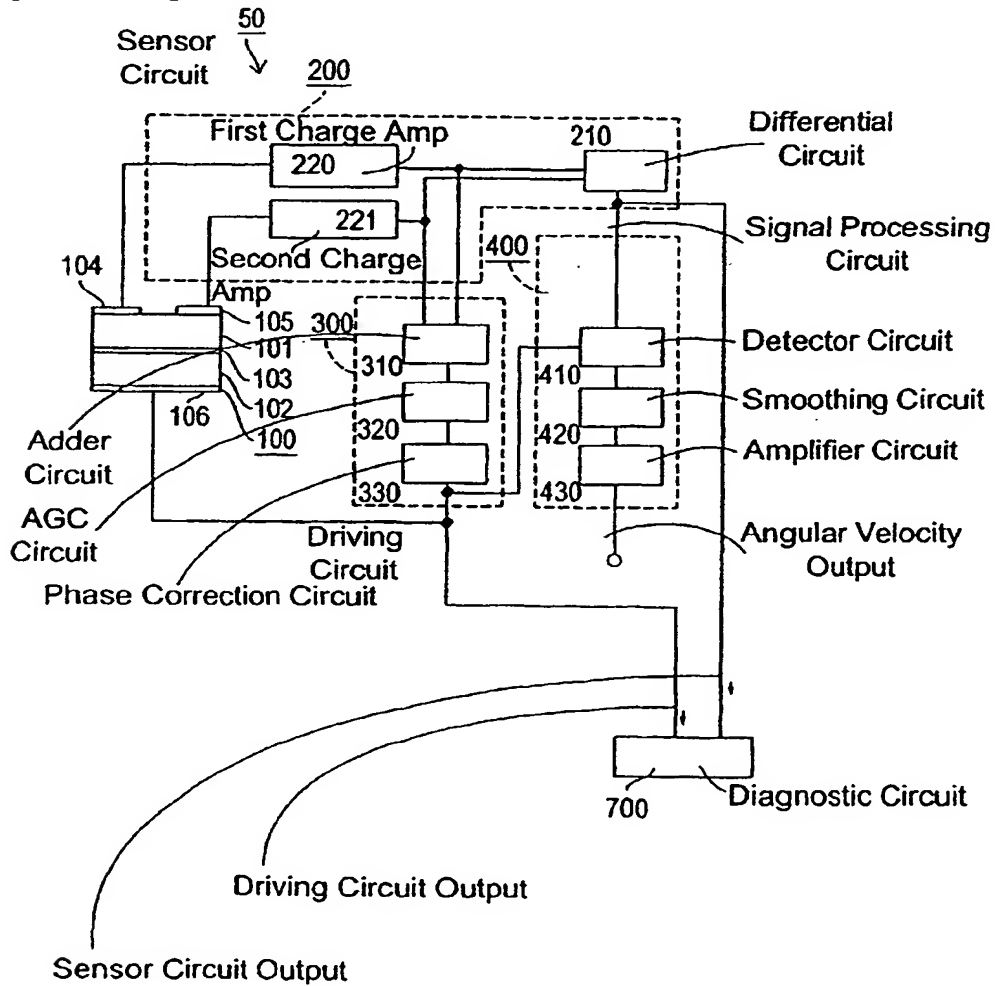 50
Sensor
Circuit
200
First Charge Amp
210
Differential
Circuit
220
221
Second Charge
Amp
400
Signal Processing
Circuit
104
105
300
101
310
103
102
106
100
410
Detector Circuit
Adder
Circuit
320
420
Smoothing Circuit
330
430
Amplifier Circuit
AGC
Circuit
Driving
Circuit
Angular Velocity
Output
Phase Correction Circuit
700
Diagnostic Circuit
Driving Circuit Output
Sensor Circuit Output